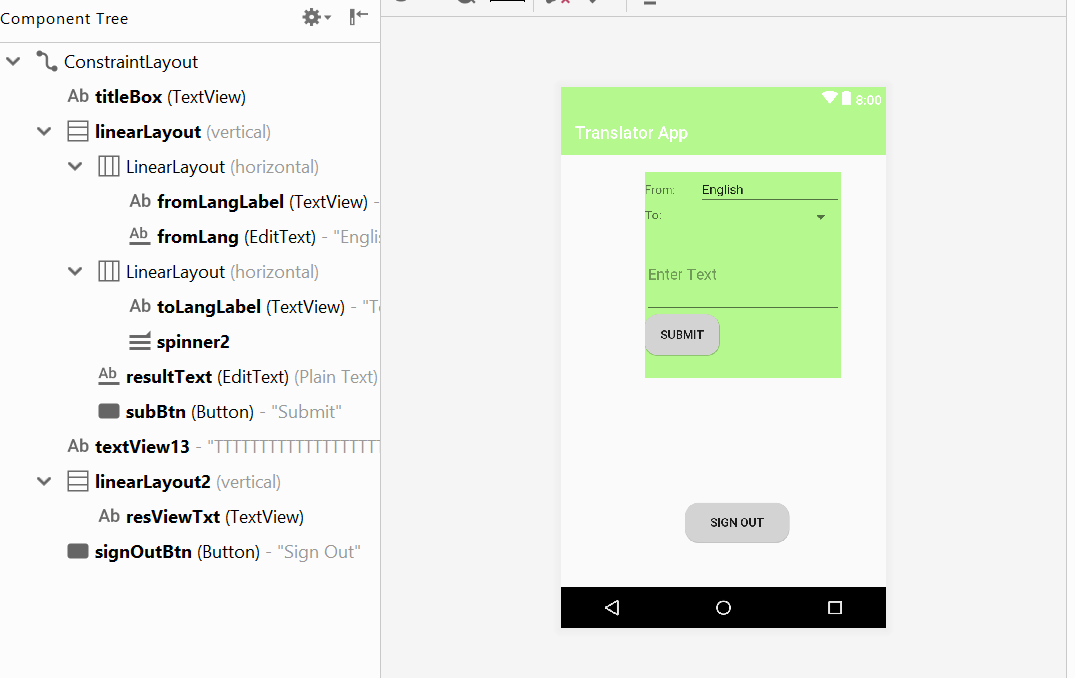 Component Tree
ConstraintLayout
Ab titleBox (TextView)
linearLayout (vertical)
LinearLayout (horizontal)
Ab fromLangLabel (TextView) -
Ab fromLang (EditText) - "Englis
LinearLayout (horizontal)
Ab toLangLabel (TextView) - "To
spinner2
Ab resultText (EditText) (Plain Text)
subBtn (Button) - "Submit"
Ab textView13 - "TTTTTTTTTTTTTTTTTTT
linearLayout2 (vertical)
Ab resViewTxt (TextView)
signOutBtn (Button) - "Sign Out"
8:00
Translator App
From: English
To:
Enter Text
SUBMIT
SIGN OUT